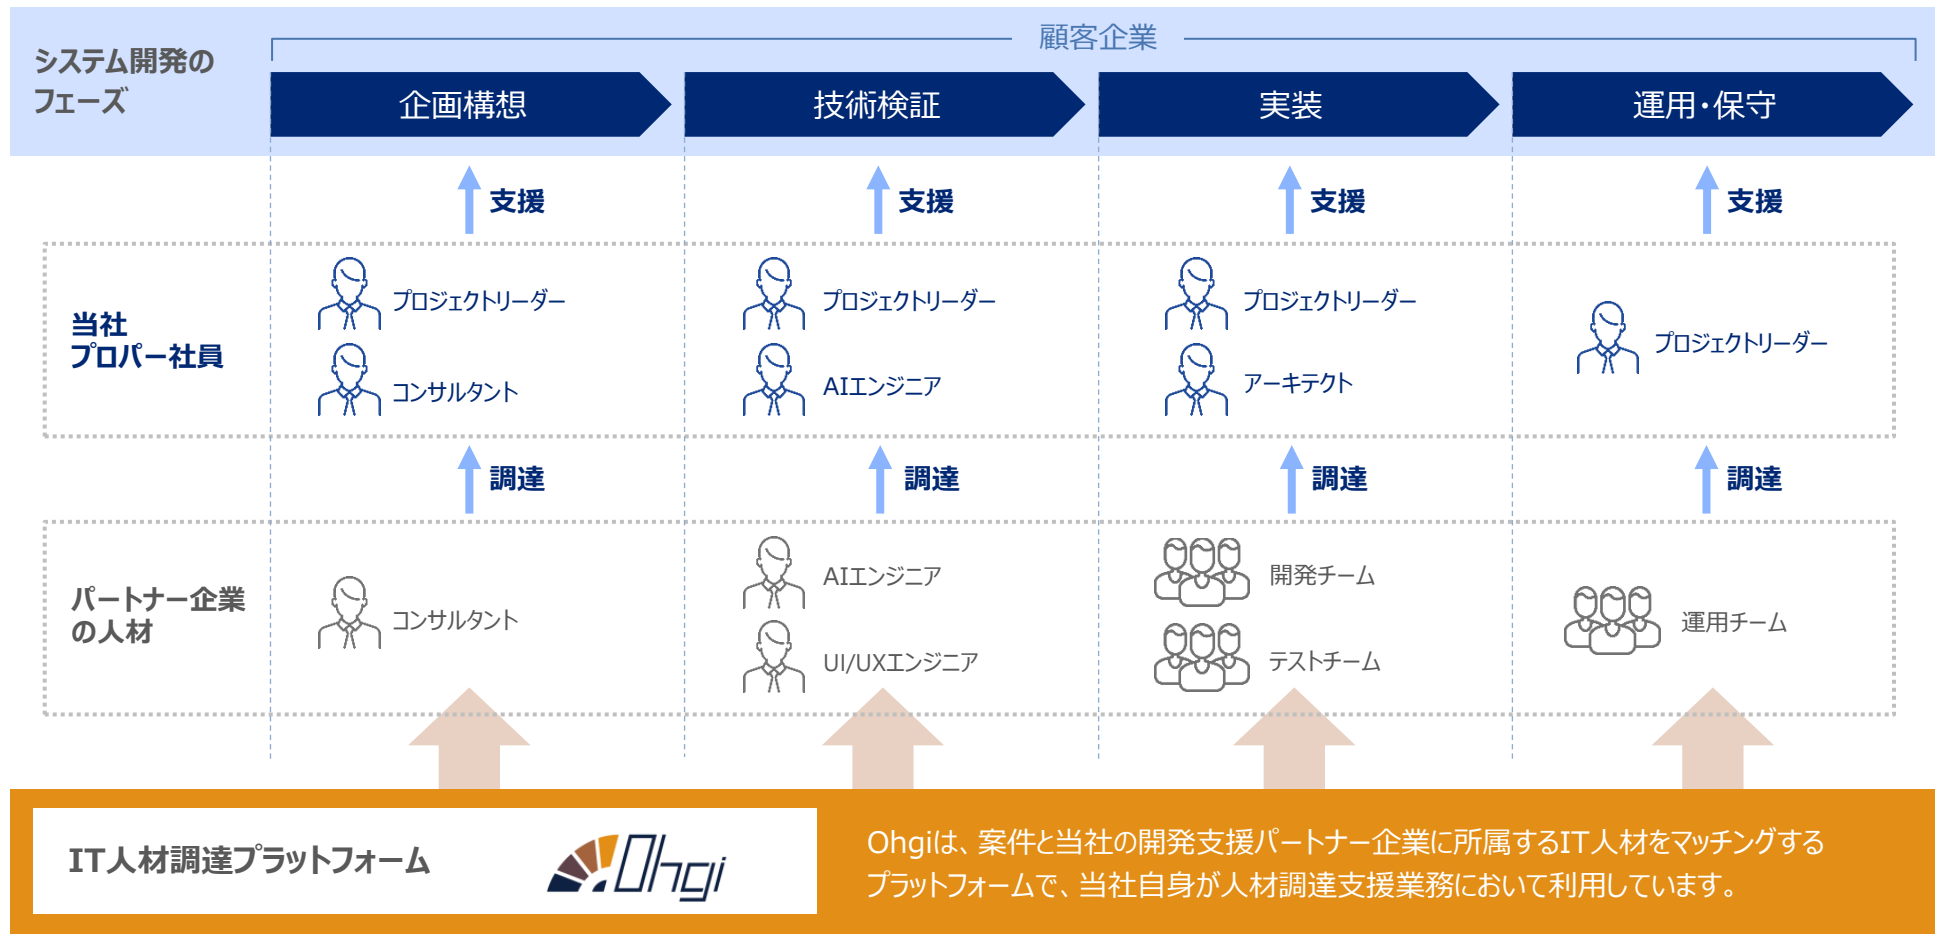 顧客企業
システム開発の
フェーズ
企画構想
技術検証
実装
運用・保守
支援
支援
支援
支援
当社
プロパー社員
プロジェクトリーダー
コンサルタント
プロジェクトリーダー
AIエンジニア
プロジェクトリーダー
アーキテクト
プロジェクトリーダー
調達
調達
調達
調達
パートナー企業
の人材
コンサルタント
AIエンジニア
UI/UXエンジニア
開発チーム
テストチーム
運用チーム
IT人材調達プラットフォーム
Ohgi
Ohgiは、案件と当社の開発支援パートナー企業に所属するIT人材をマッチングする
プラットフォームで、当社自身が人材調達支援業務において利用しています。